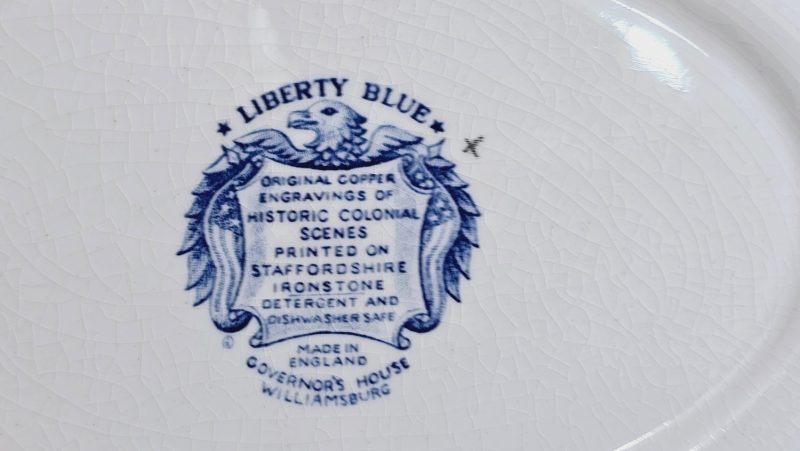 ★ LIBERTY BLUE ★
ORIGINAL COPPER
ENGRAVINGS OF
HISTORIC COLONIAL
SCENES
PRINTED ON
STAFFORDSHIRE
IRONSTONE
DETERGENT AND
DISHWASHER SAFE
©
MADE IN
ENGLAND
GOVERNOR'S HOUSE
WILLIAMSBURG